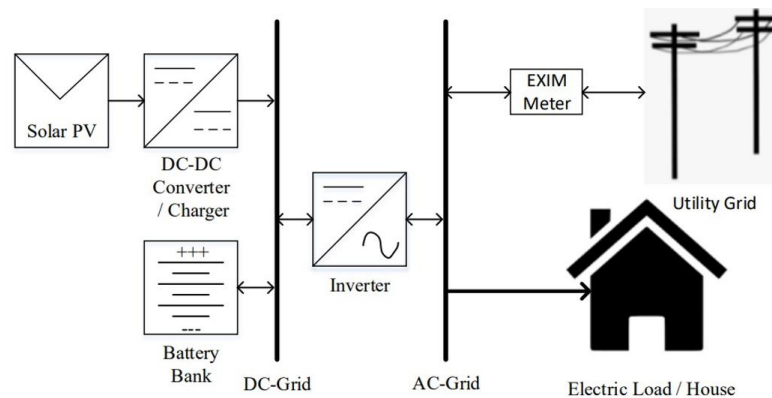 EXIM
Meter
Solar PV
DC-DC
Converter
/ Charger
Utility Grid
+++
Inverter
---
Battery
Bank
DC-Grid
AC-Grid
Electric Load / House